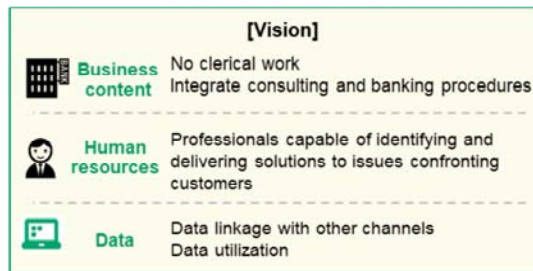 [Vision]
BANK
Business
content
No clerical work
Integrate consulting and banking procedures
Human
resources
Professionals capable of identifying and
delivering solutions to issues confronting
customers
Data
Data linkage with other channels
Data utilization